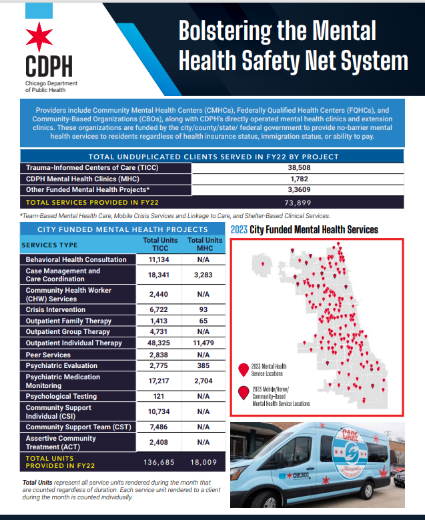 CDPH
Chicago Department
of Public Health
Bolstering the Mental
Health Safety Net System
Providers include Community Mental Health Centers (CMHCs), Federally Qualified Health Centers (FQHCs), and
Community-Based Organizations (CBOs), along with CDPH's directly operated mental health clinics and extension
clinics. These organizations are funded by the city/county/state/ federal government to provide no-barrier mental
health services to residents regardless of health insurance status, immigration status, or ability to pay.
TOTAL UNDUPLICATED CLIENTS SERVED IN FY22 BY PROJECT
Trauma-Informed Centers of Care (TICC) 38,508
CDPH Mental Health Clinics (MHC) 1,782
Other Funded Mental Health Projects* 3,3609
TOTAL SERVICES PROVIDED IN FY22 73,899
*Team-Based Mental Health Care, Mobile Crisis Services and Linkage to Care, and Shelter-Based Clinical Services.
CITY FUNDED MENTAL HEALTH PROJECTS
SERVICES TYPE Total Units TICC Total Units MHC
Behavioral Health Consultation 11,134 N/A
Case Management and
Care Coordination 18,341 3,283
Community Health Worker
(CHW) Services 2,440 N/A
Crisis Intervention 6,722 93
Outpatient Family Therapy 1,413 65
Outpatient Group Therapy 4,731 N/A
Outpatient Individual Therapy 48,325 11,479
Peer Services 2,838 N/A
Psychiatric Evaluation 2,775 385
Psychiatric Medication
Monitoring 17,217 2,704
Psychological Testing 121 N/A
Community Support
Individual (CSI) 10,734 N/A
Community Support Team (CST) 7,486 N/A
Assertive Community
Treatment (ACT) 2,408 N/A
TOTAL UNITS
PROVIDED IN FY22 136,685 18,009
Total Units represent all service units rendered during the month that
are counted regardless of duration. Each service unit rendered to a client
during the month is counted individually.
2023 City Funded Mental Health Services
2023 Mental Health
Service Locations
2023 Mobile/Home/
Community-Based
Mental Health Service Locations
CARE
CHICAGO